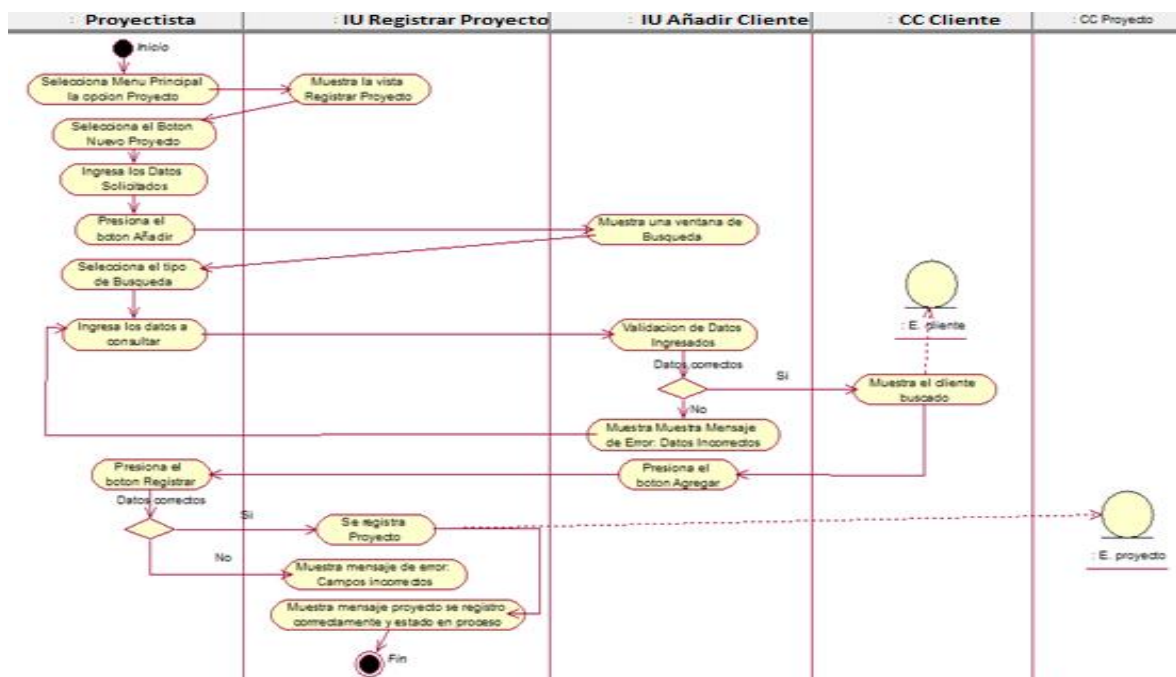 : Proyectista
: IU Registrar Proyecto
: IU Añadir Cliente
: CC Cliente
: CC Proyecto
Inicio
Selecciona Menu Principal
la opcion Proyecto
Muestra la vista
Registrar Proyecto
Selecciona el Boton
Nuevo Proyecto
Ingresa los Datos
Solicitados
Presiona el
boton Añadir
Muestra una ventana de
Busqueda
Selecciona el tipo
de Busqueda
Ingresa los datos a
consultar
Validacion de Datos
Ingresados
: E. cliente
Datos correctos
Si
Muestra el cliente
buscado
No
Muestra Muestra Mensaje
de Error: Datos Incorrectos
Presiona el
boton Registrar
Presiona el
boton Agregar
Datos correctos
Si
Se registra
Proyecto
: E. proyecto
No
Muestra mensaje de error:
Campos incorrectos
Muestra mensaje proyecto se registro
correctamente y estado en proceso
Fin